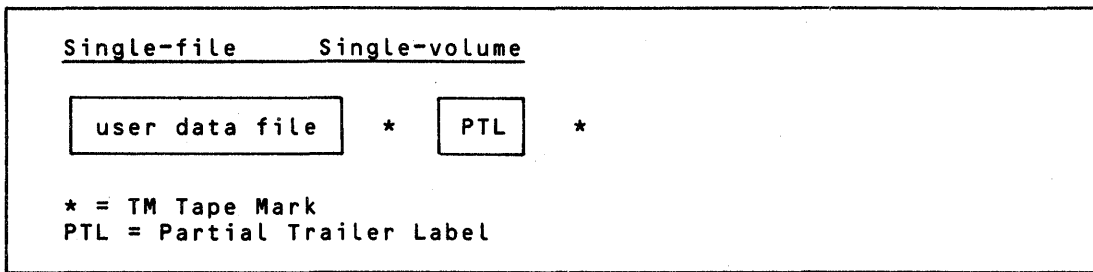 Single-file Single-volume
user data file * PTL *
* = TM Tape Mark
PTL = Partial Trailer Label